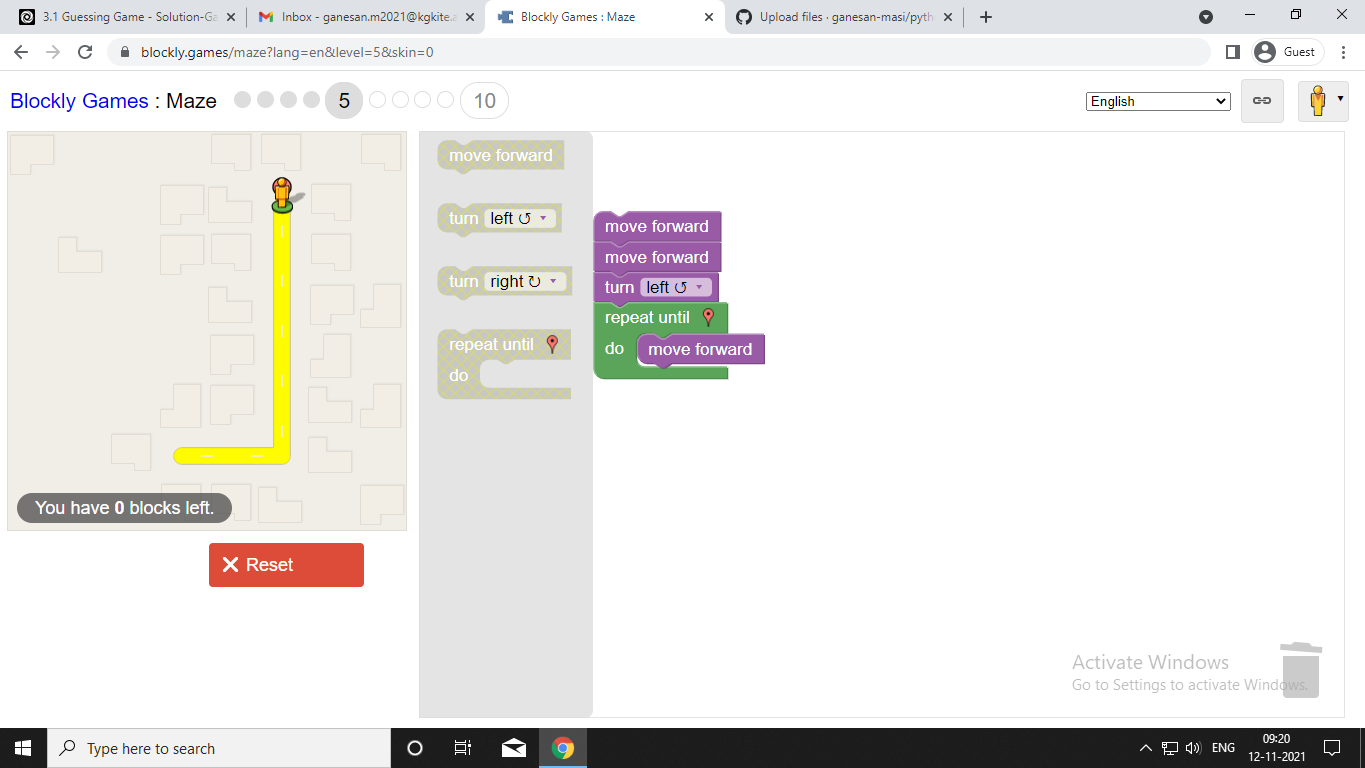 3.1 Guessing Game - Solution-Ga
Inbox - ganesan.m2021@kgkite.a
Blockly Games : Maze
Upload files · ganesan-masi/pyth
blockly.games/maze?lang=en&level=5&skin=0
Guest
Blockly Games : Maze 5 10
English
move forward
turn left ↺
turn right ↻
repeat until
do
move forward
move forward
turn left ↺
repeat until
do move forward
You have 0 blocks left.
Reset
Activate Windows
Go to Settings to activate Windows.
Type here to search
ENG
09:20
12-11-2021